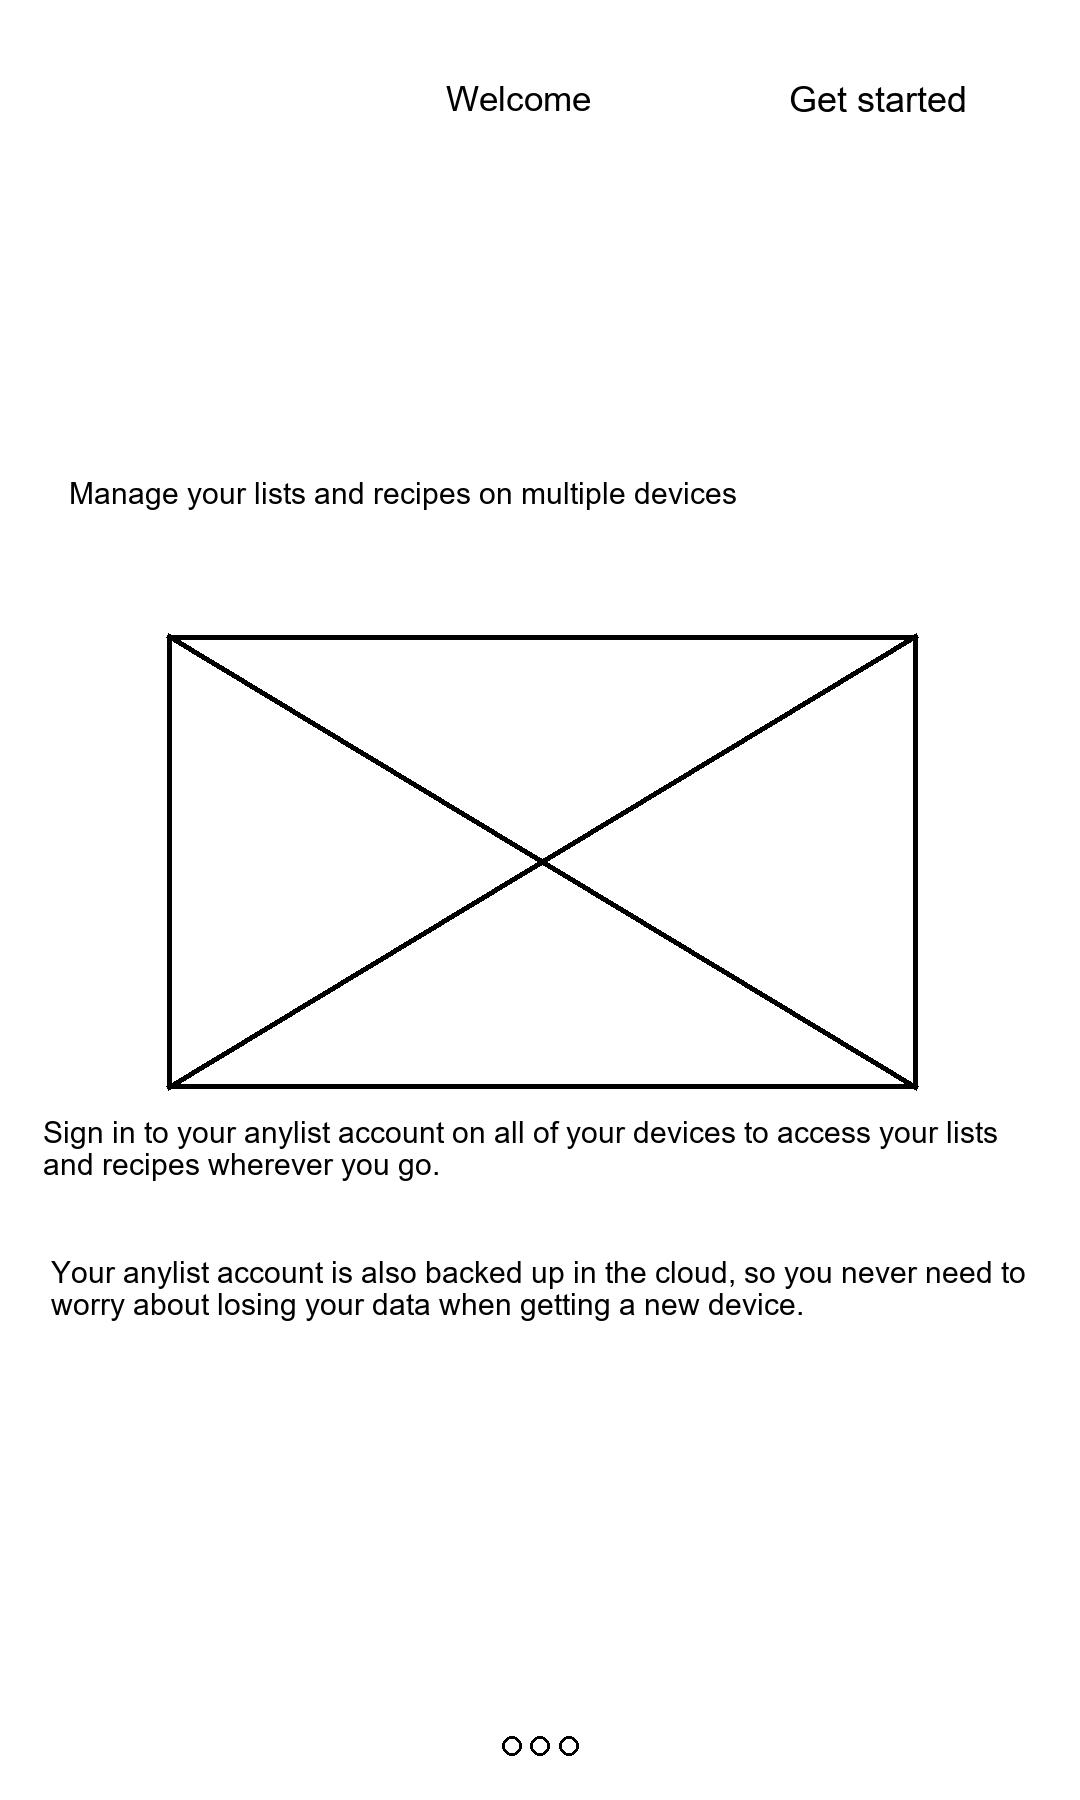 Welcome
Get started
Manage your lists and recipes on multiple devices
Sign in to your anylist account on all of your devices to access your lists
and recipes wherever you go.
Your anylist account is also backed up in the cloud, so you never need to
worry about losing your data when getting a new device.